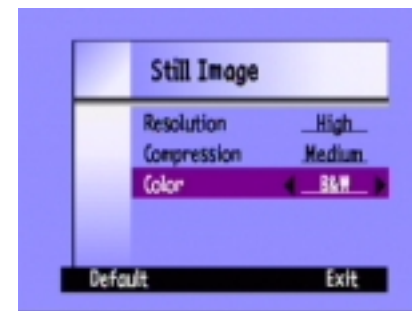 Still Image
Resolution High
Compression Medium
Color B&W
Default Exit